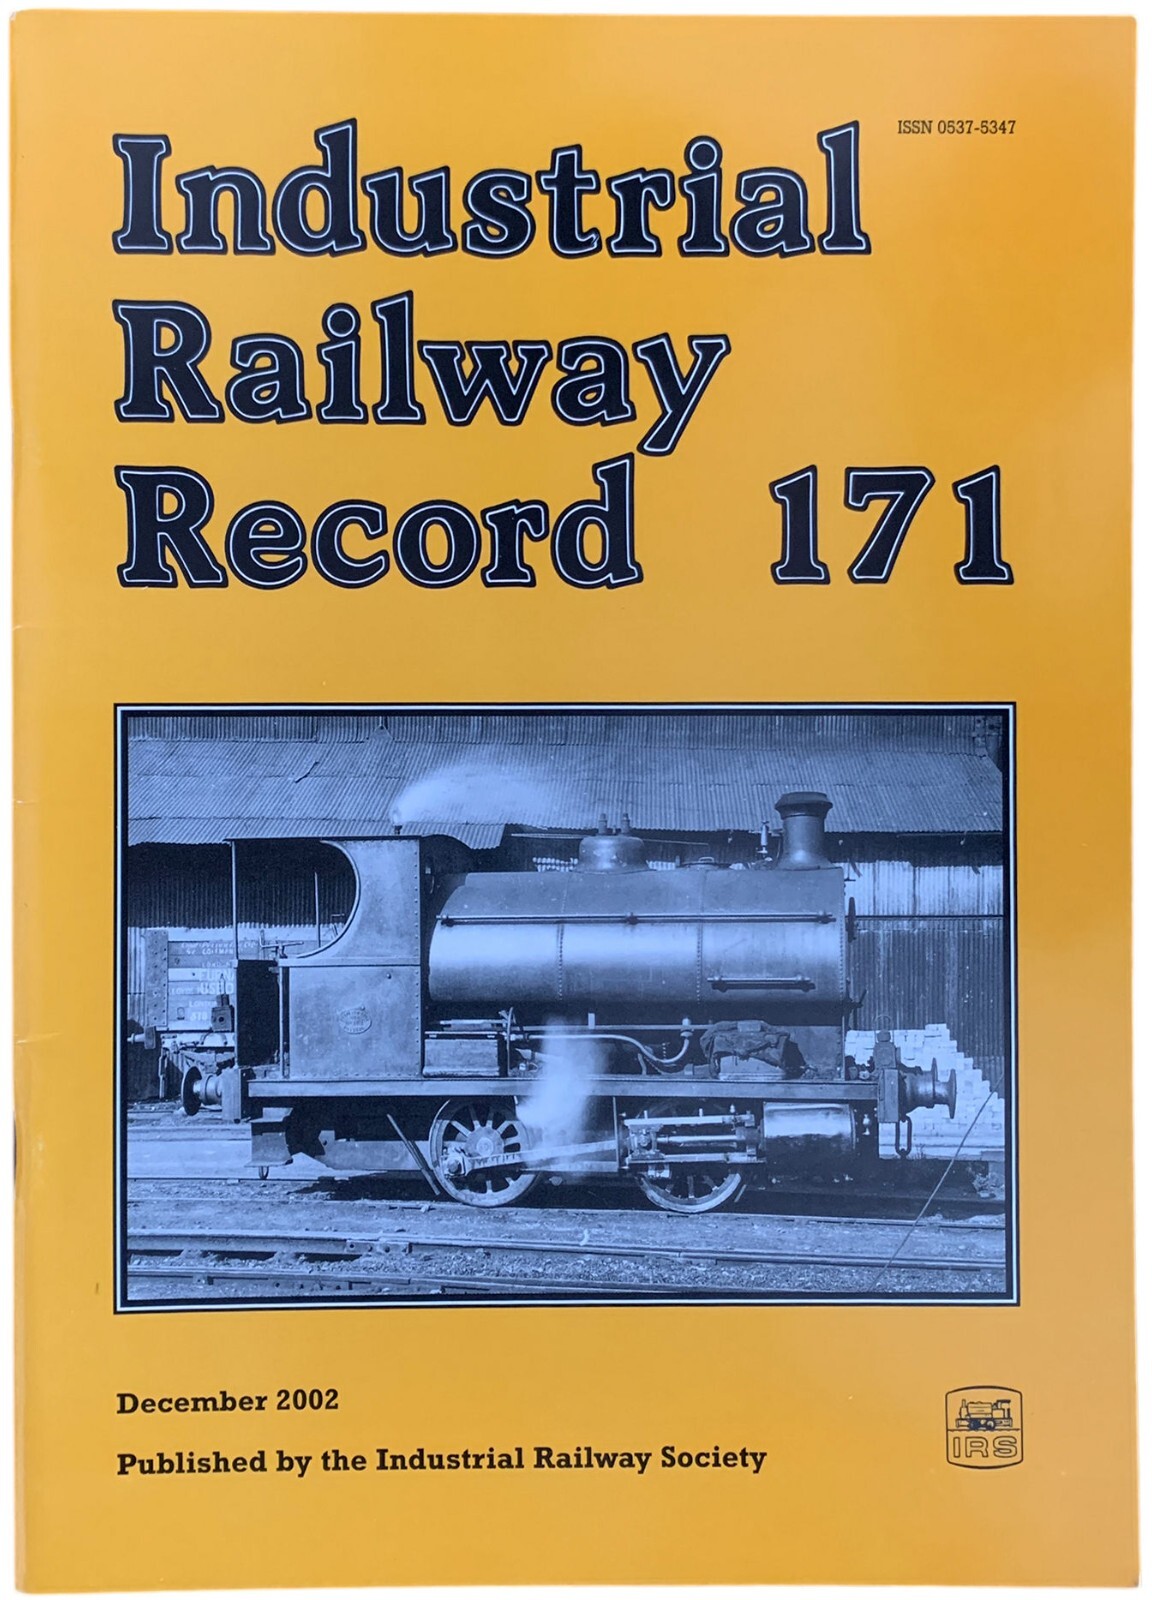 ISSN 0537-5347
Industrial
Railway
Record 171
December 2002
Published by the Industrial Railway Society
IRS